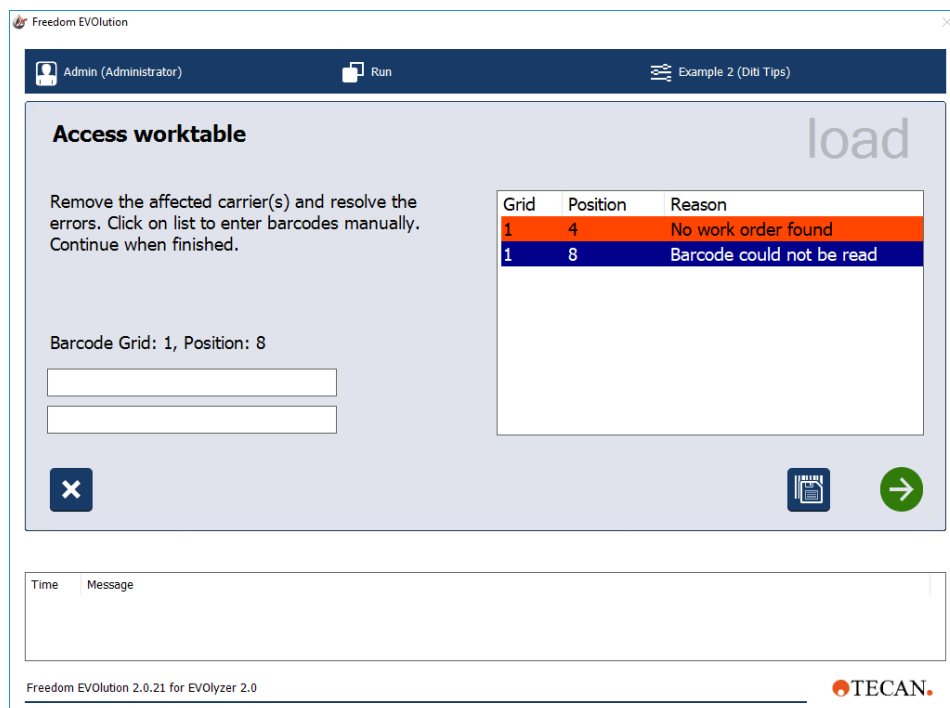 Freedom EVOlution
Admin (Administrator) Run Example 2 (Diti Tips)
Access worktable
load
Remove the affected carrier(s) and resolve the
errors. Click on list to enter barcodes manually.
Continue when finished.
Grid Position Reason
1 4 No work order found
1 8 Barcode could not be read
Barcode Grid: 1, Position: 8
Time Message
Freedom EVOlution 2.0.21 for EVOlyzer 2.0
TECAN.